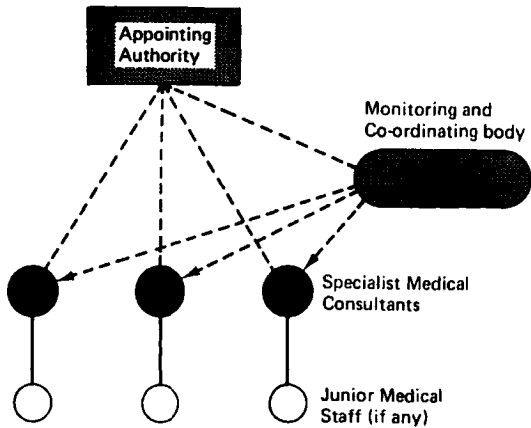 Appointing
Authority
Monitoring and
Co-ordinating body
Specialist Medical
Consultants
Junior Medical
Staff (if any)